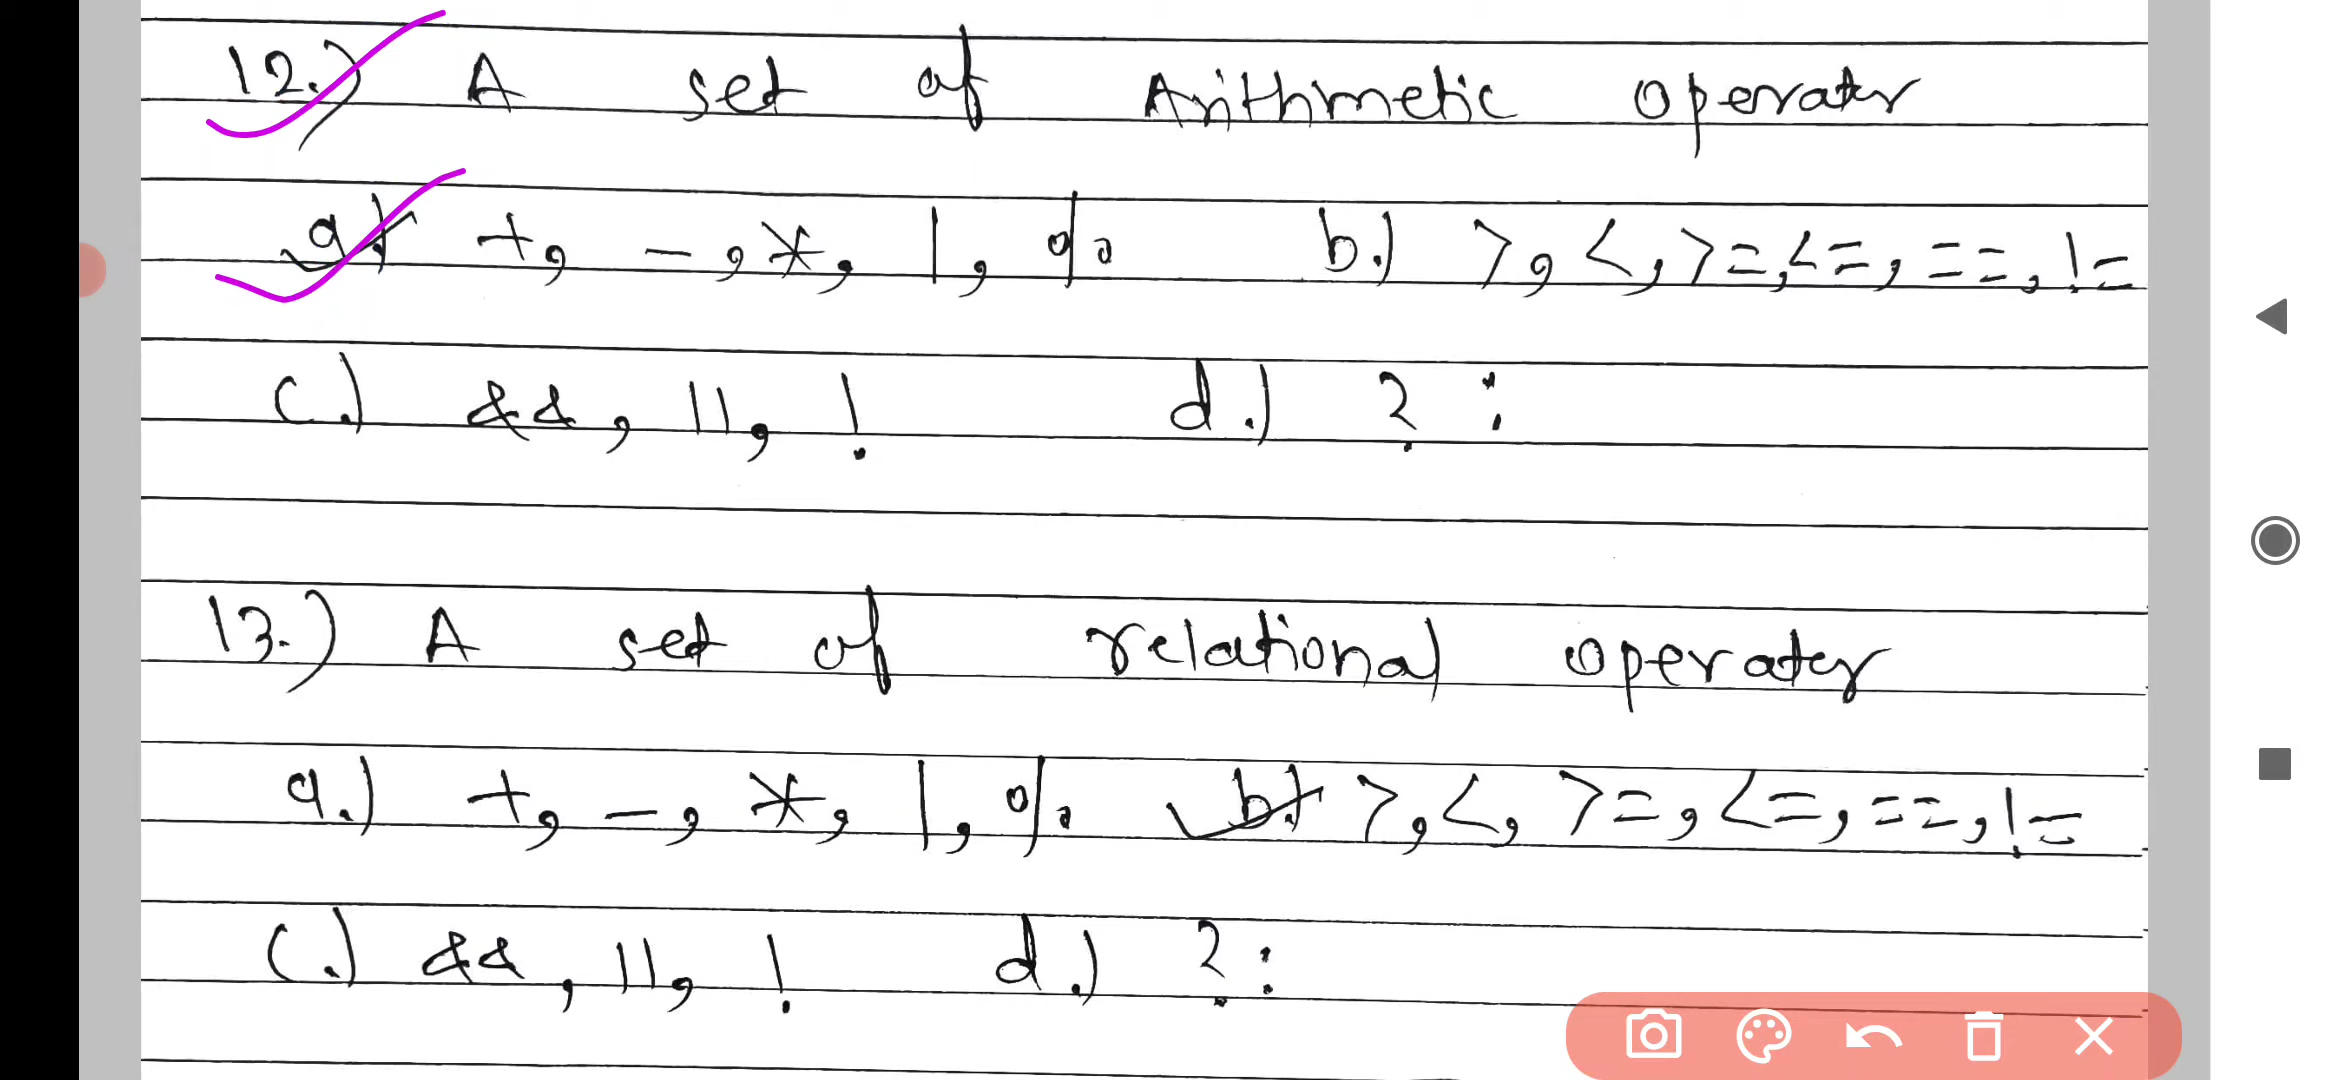 12.) A set of Arithmetic operator
a.) +, -, *, /, % b.) >, <, >=, <=, ==, !=
c.) &&, ||, ! d.) ? :
13.) A set of relational operator
a.) +, -, *, /, % b.) >, <, >=, <=, ==, !=
c.) &&, ||, ! d.) ? :